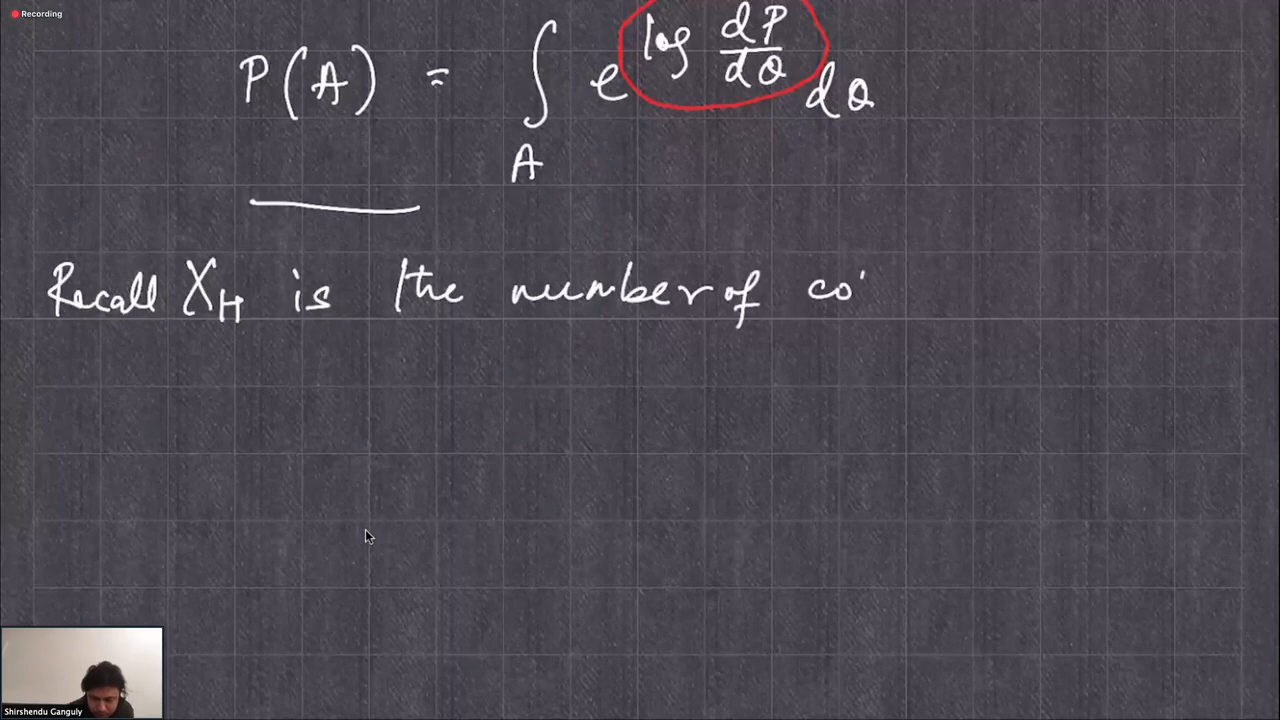 Recording
P(A) = ∫_A e^{log dP/dQ} dQ
Recall X_H is the number of co
Shirshendu Ganguly